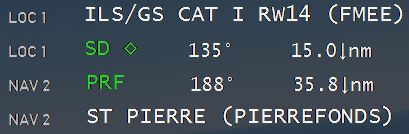 LOC 1 ILS/GS CAT I RW14 (FMEE)
LOC 1 SD ◇ 135° 15.0↓nm
NAV 2 PRF 188° 35.8↓nm
NAV 2 ST PIERRE (PIERREFONDS)